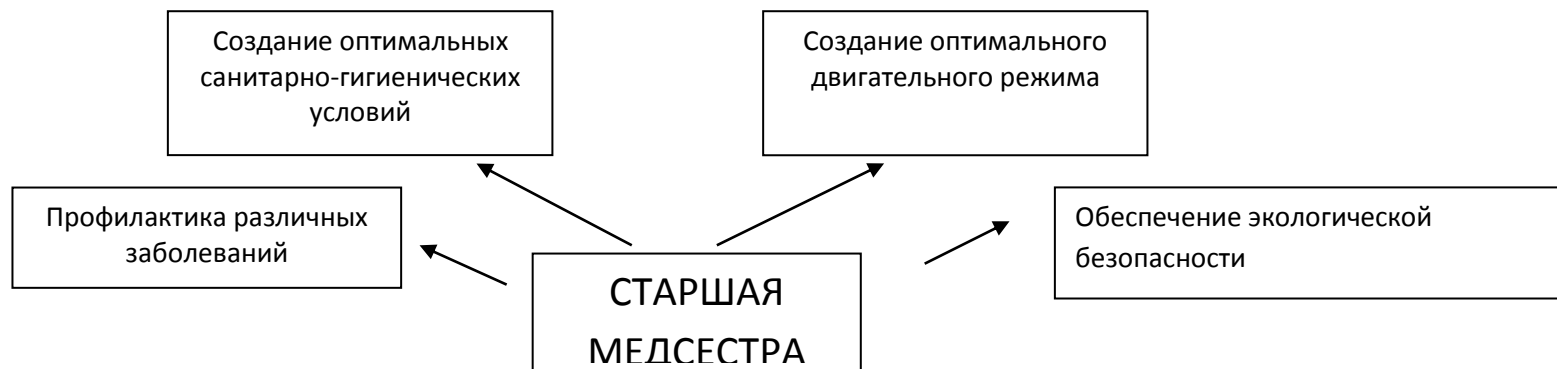 Создание оптимальных
санитарно-гигиенических
условий
Создание оптимального
двигательного режима
Профилактика различных
заболеваний
Обеспечение экологической
безопасности
СТАРШАЯ
МЕДСЕСТРА